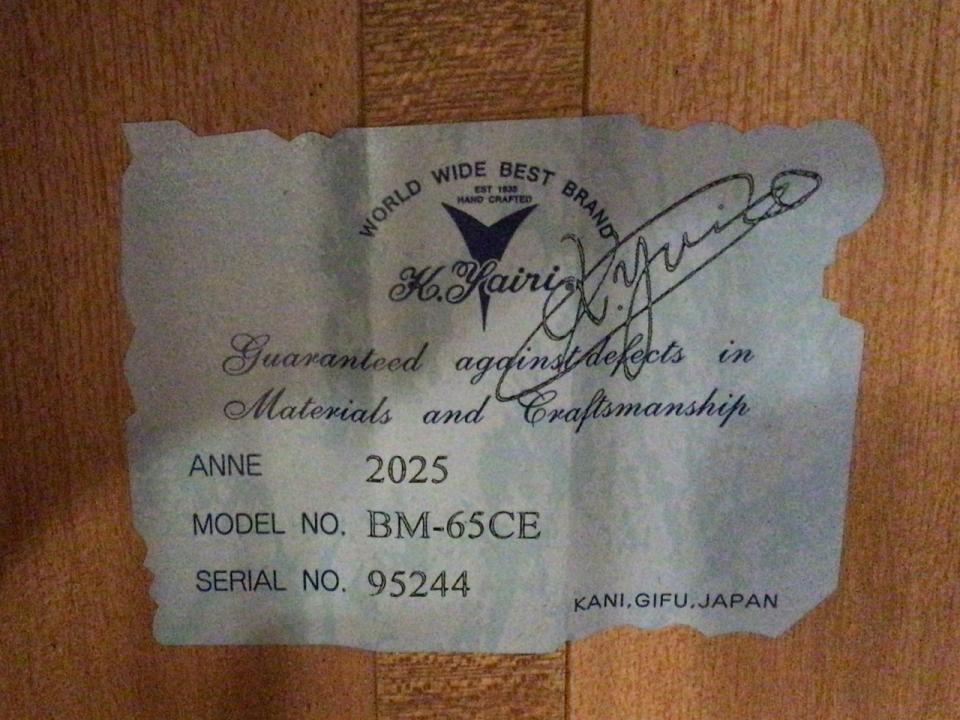 WORLD WIDE BEST BRAND
EST 1935
HAND CRAFTED
K.Yairi
K.Yairi
Guaranteed against defects in
Materials and Craftsmanship
ANNE 2025
MODEL NO. BM-65CE
SERIAL NO. 95244
KANI.GIFU.JAPAN